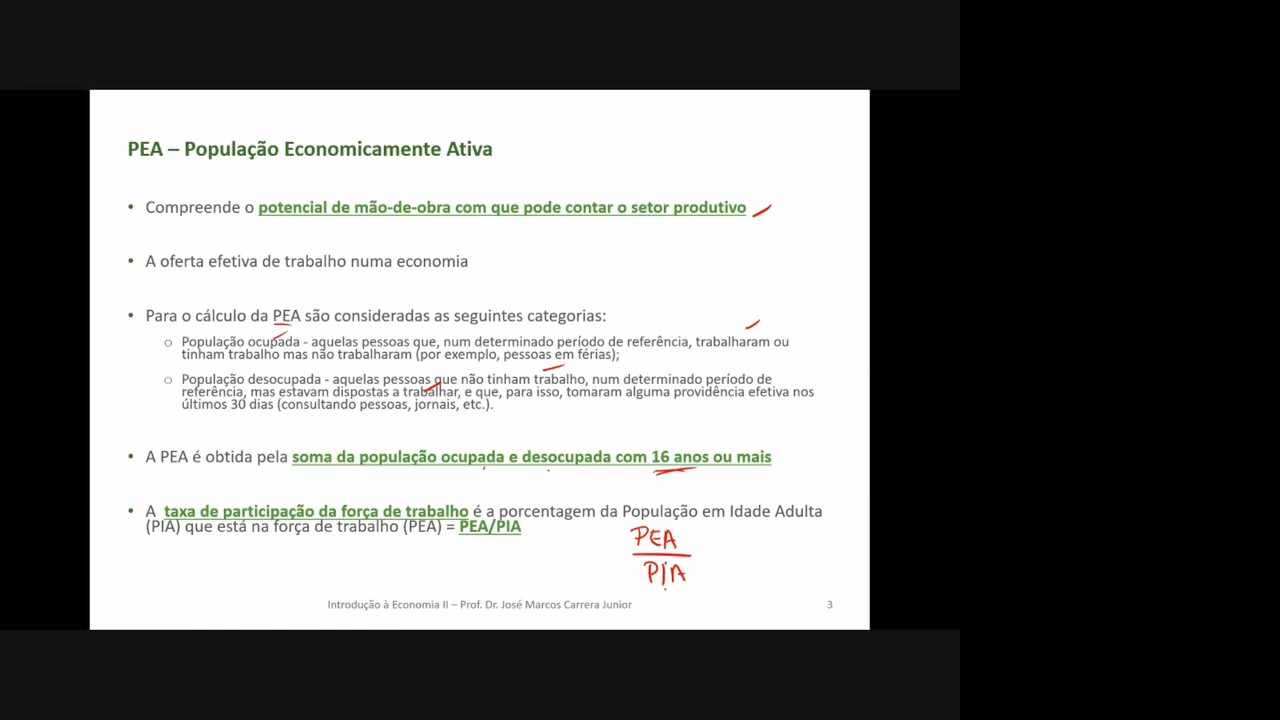 PEA – População Economicamente Ativa
• Compreende o potencial de mão-de-obra com que pode contar o setor produtivo
• A oferta efetiva de trabalho numa economia
• Para o cálculo da PEA são consideradas as seguintes categorias:
o População ocupada - aquelas pessoas que, num determinado período de referência, trabalharam ou
tinham trabalho mas não trabalharam (por exemplo, pessoas em férias);
o População desocupada - aquelas pessoas que não tinham trabalho, num determinado período de
referência, mas estavam dispostas a trabalhar, e que, para isso, tomaram alguma providência efetiva nos
últimos 30 dias (consultando pessoas, jornais, etc.).
• A PEA é obtida pela soma da população ocupada e desocupada com 16 anos ou mais
• A taxa de participação da força de trabalho é a porcentagem da População em Idade Adulta
(PIA) que está na força de trabalho (PEA) = PEA/PIA
PEA
PIA
Introdução à Economia II – Prof. Dr. José Marcos Carrera Junior
3